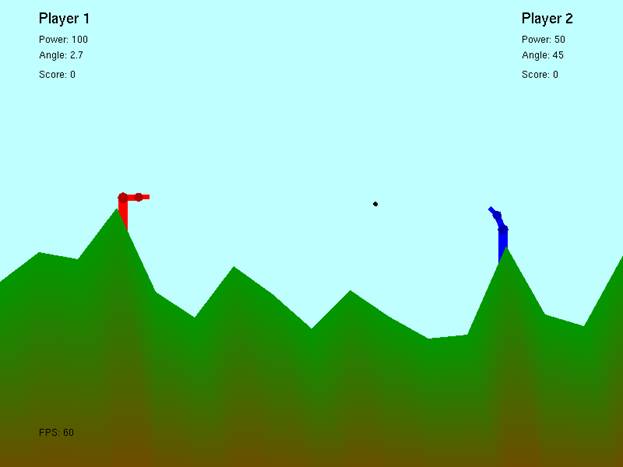 Player 1
Power: 100
Angle: 2.7
Score: 0
Player 2
Power: 50
Angle: 45
Score: 0
FPS: 60